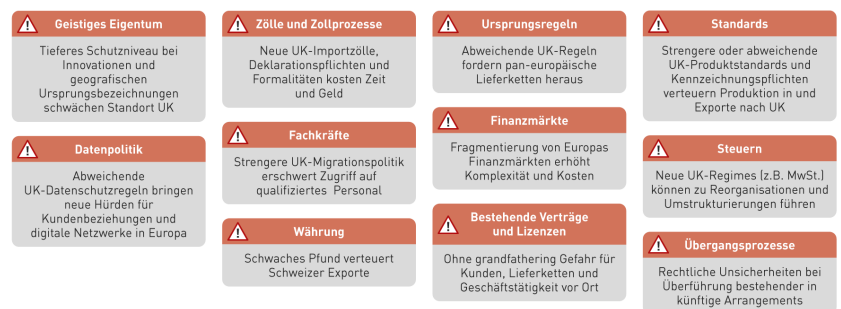 Geistiges Eigentum
Tieferes Schutzniveau bei
Innovationen und
geografischen
Ursprungsbezeichnungen
schwächen Standort UK
Datenpolitik
Abweichende
UK-Datenschutzregeln bringen
neue Hürden für
Kundenbeziehungen und
digitale Netzwerke in Europa
Zölle und Zollprozesse
Neue UK-Importzölle,
Deklarationspflichten und
Formalitäten kosten Zeit
und Geld
Fachkräfte
Strengere UK-Migrationspolitik
erschwert Zugriff auf
qualifiziertes Personal
Währung
Schwaches Pfund verteuert
Schweizer Exporte
Ursprungsregeln
Abweichende UK-Regeln
fordern pan-europäische
Lieferketten heraus
Finanzmärkte
Fragmentierung von Europas
Finanzmärkten erhöht
Komplexität und Kosten
Bestehende Verträge
und Lizenzen
Ohne grandfathering Gefahr für
Kunden, Lieferketten und
Geschäftstätigkeit vor Ort
Standards
Strengere oder abweichende
UK-Produktstandards und
Kennzeichnungspflichten
verteuern Produktion in und
Exporte nach UK
Steuern
Neue UK-Regimes (z.B. MwSt.)
können zu Reorganisationen und
Umstrukturierungen führen
Übergangsprozesse
Rechtliche Unsicherheiten bei
Überführung bestehender in
künftige Arrangements